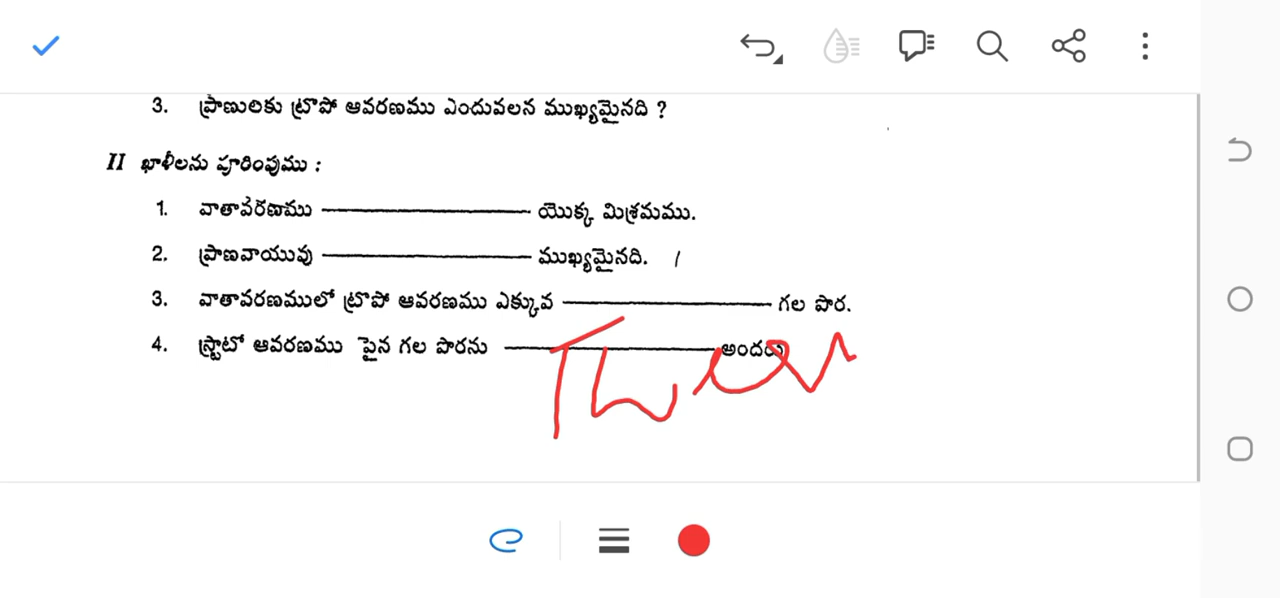 3. ప్రాణులకు ట్రోపో ఆవరణము ఎందువలన ముఖ్యమైనది ?
II ఖాళీలను పూరింపుము :
1. వాతావరణము ———————— యొక్క మిశ్రమము.
2. ప్రాణవాయువు ———————— ముఖ్యమైనది. /
3. వాతావరణములో ట్రొపో ఆవరణము ఎక్కువ ———————— గల పొర.
4. స్ట్రాటో ఆవరణము పైన గల పొరను ———————— అందరు